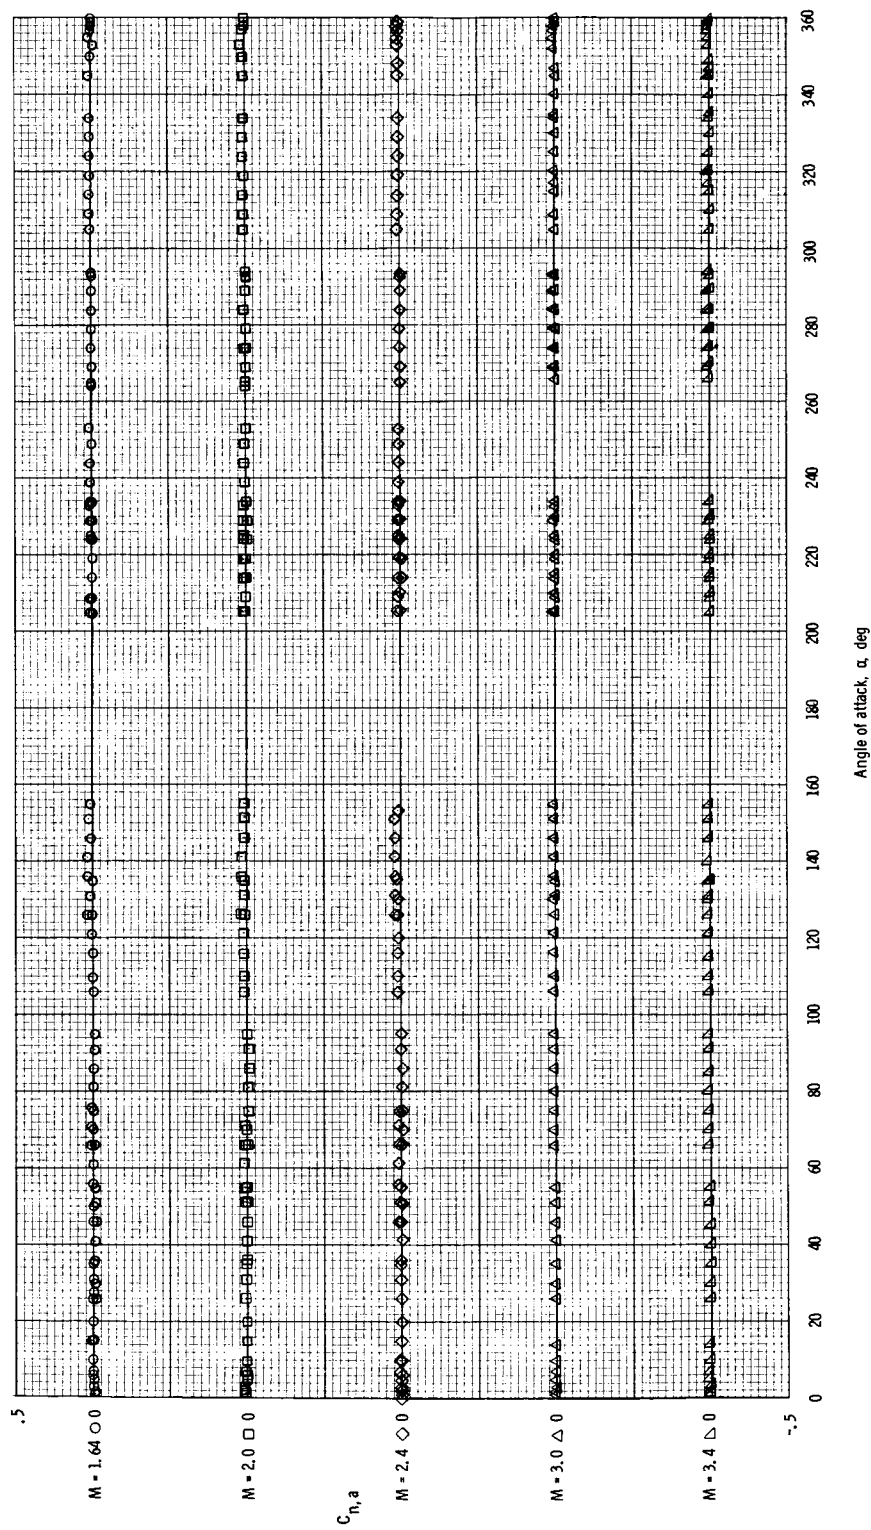 .5
M = 1.64 ○ 0
M = 2.0 □ 0
C n, a
M = 2.4 ◇ 0
M = 3.0 △ 0
M = 3.4 ◺ 0
-.5
0 20 40 60 80 100 120 140 160 180 200 220 240 260 280 300 320 340 360
Angle of attack, α, deg